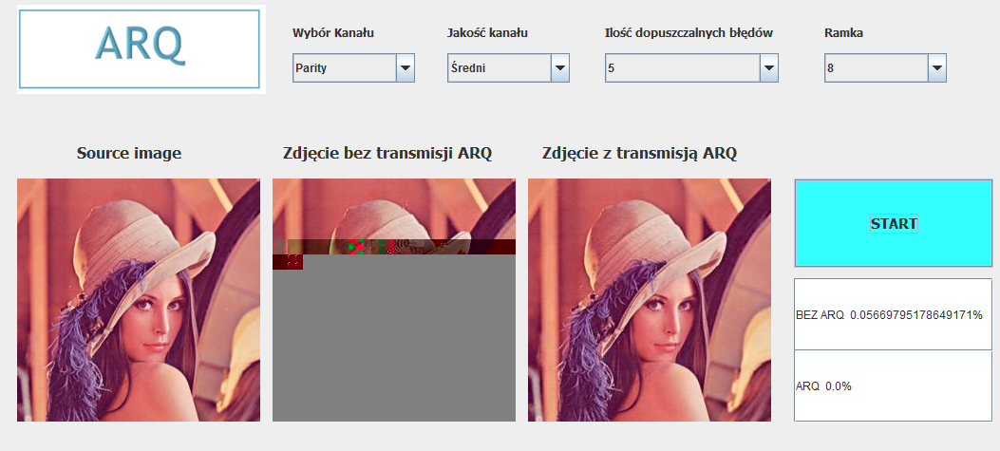 ARQ
Wybór Kanału
Jakość kanału
Ilość dopuszczalnych błędów
Ramka
Parity
Średni
5
8
Source image
Zdjęcie bez transmisji ARQ
Zdjęcie z transmisją ARQ
START
BEZ ARQ 0.05669795178649171%
ARQ 0.0%